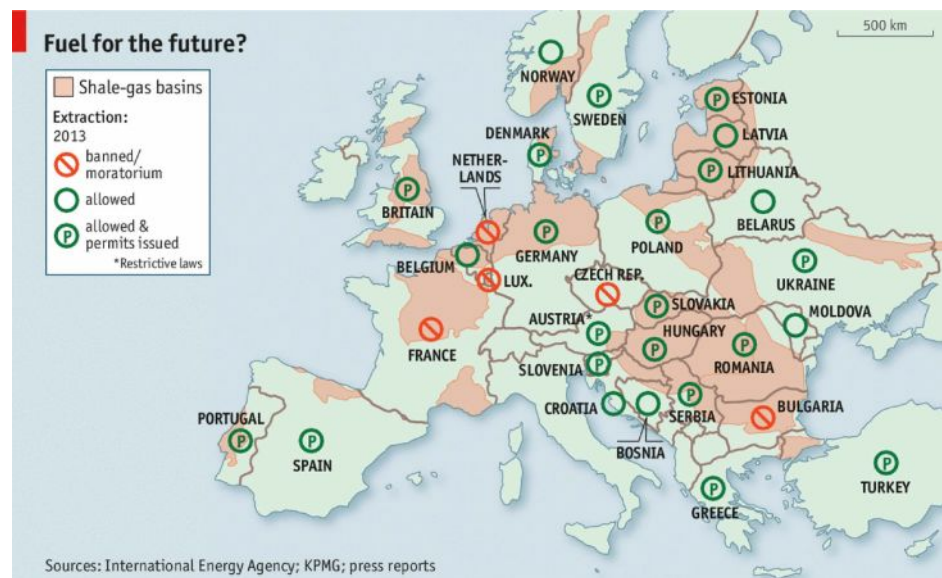 Fuel for the future?
Shale-gas basins
Extraction:
2013
banned/
moratorium
allowed
P allowed &
permits issued
*Restrictive laws
500 km
NORWAY
P
SWEDEN
P
ESTONIA
LATVIA
P
LITHUANIA
DENMARK
P
NETHER-
LANDS
P
BRITAIN
BELARUS
P
GERMANY
P
POLAND
BELGIUM
LUX.
CZECH REP.
P
UKRAINE
P
SLOVAKIA
MOLDOVA
AUSTRIA*
P
HUNGARY
P
FRANCE
P
ROMANIA
SLOVENIA
P
CROATIA
BOSNIA
P
SERBIA
BULGARIA
PORTUGAL
P
P
SPAIN
P
GREECE
P
TURKEY
Sources: International Energy Agency; KPMG; press reports